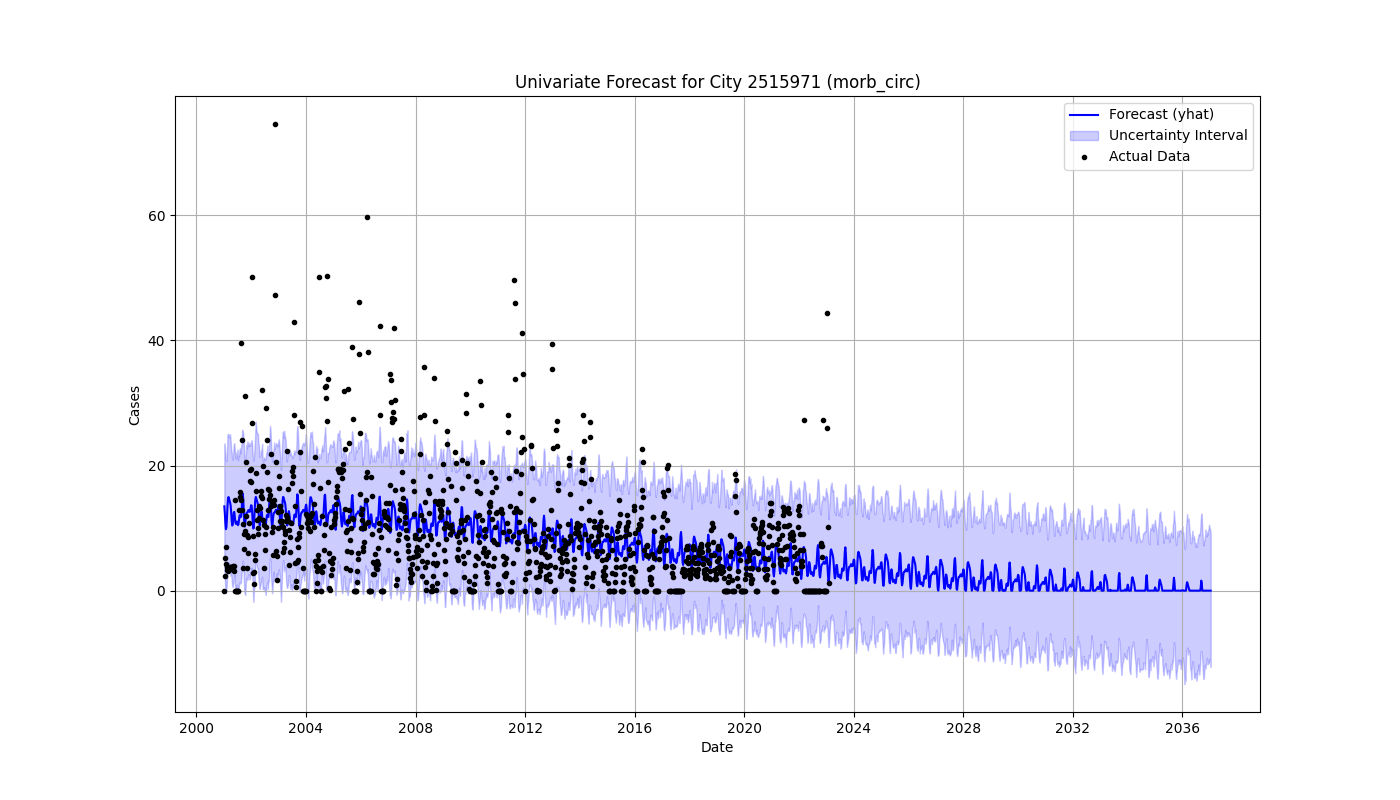 Univariate Forecast for City 2515971 (morb_circ)
Forecast (yhat)
Uncertainty Interval
Actual Data
Cases
60
40
20
0
2000 2004 2008 2012 2016 2020 2024 2028 2032 2036
Date